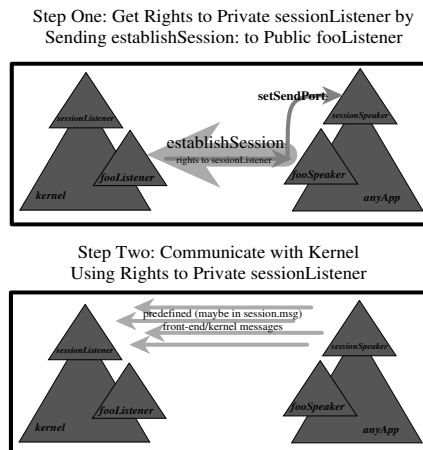 Step One: Get Rights to Private sessionListener by
Sending establishSession: to Public fooListener
sessionListener
setSendPort:
sessionSpeaker
establishSession
rights to sessionListener
fooListener
fooSpeaker
kernel
anyApp
Step Two: Communicate with Kernel
Using Rights to Private sessionListener
predefined (maybe in session.msg)
front-end/kernel messages
sessionListener
sessionSpeaker
fooListener
fooSpeaker
kernel
anyApp